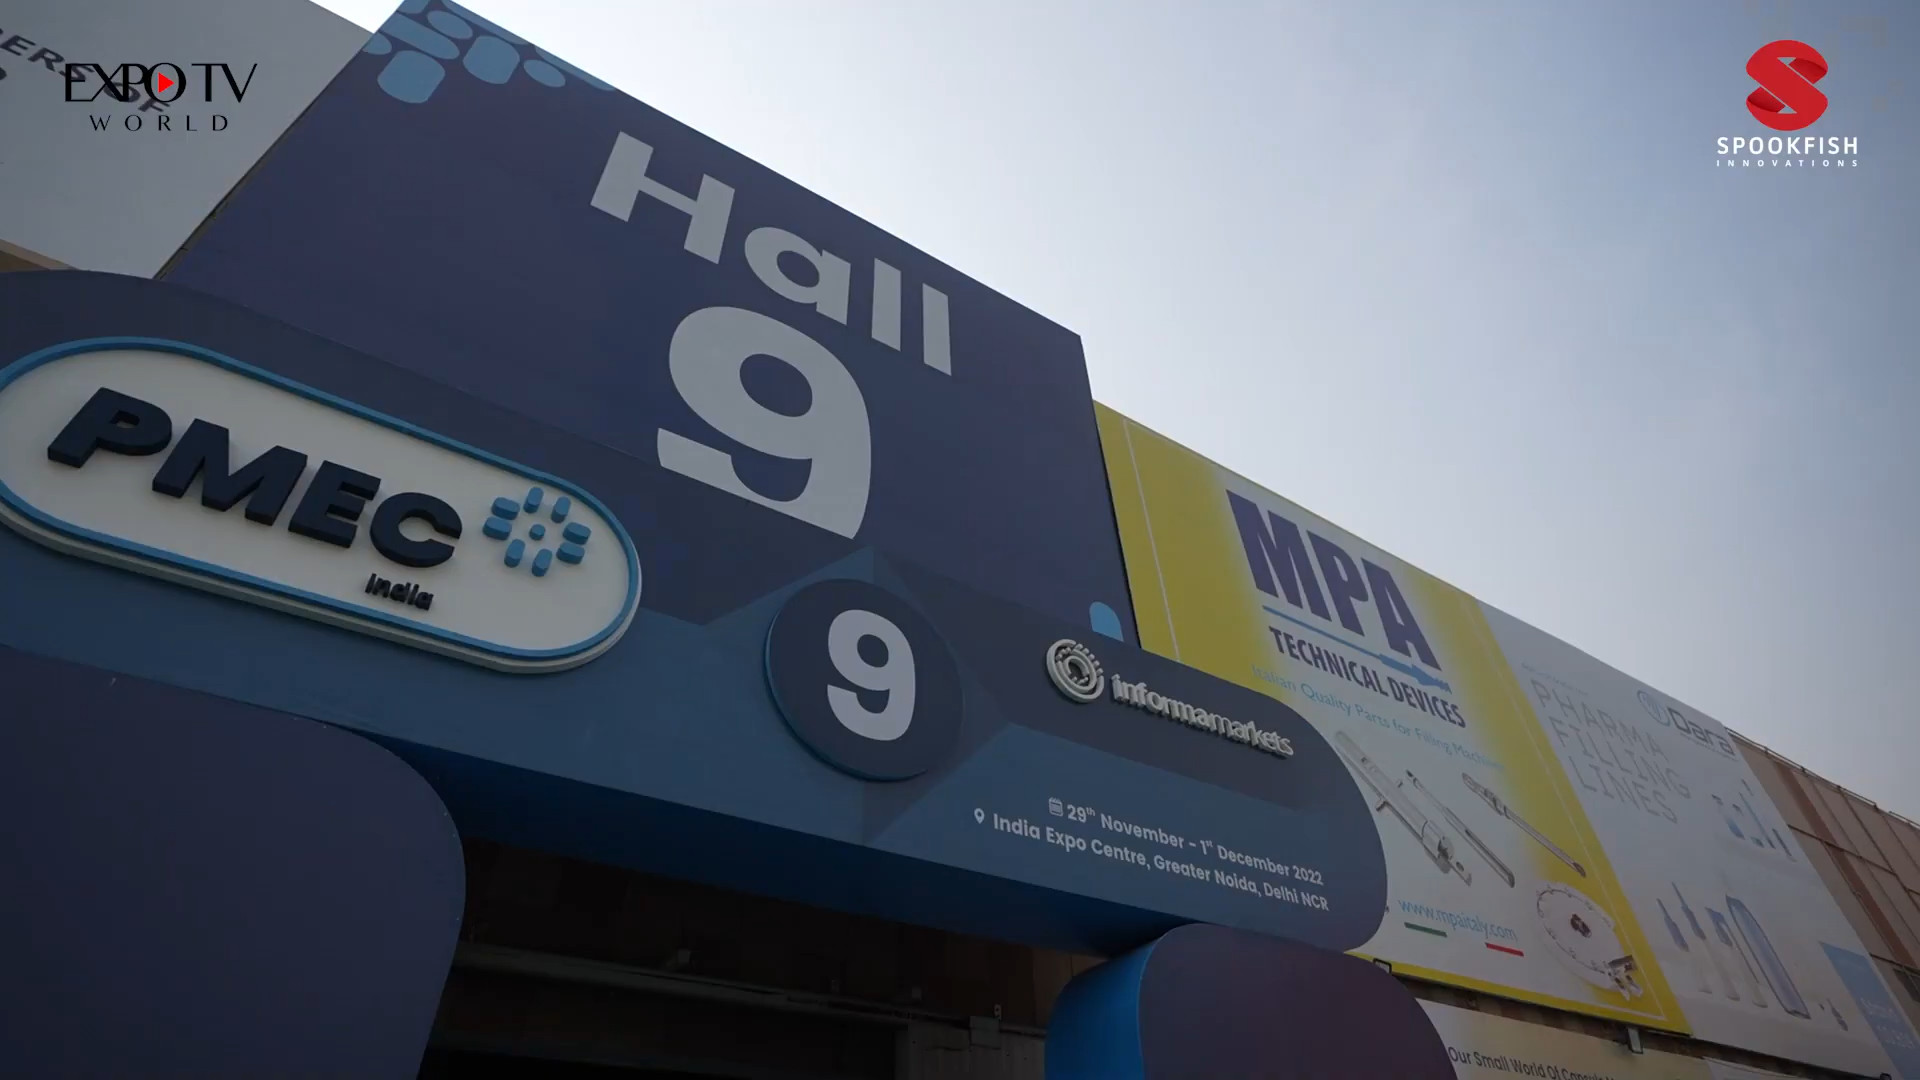 EXPO TV
WORLD
SPOOKFISH
INNOVATIONS
Hall
9
PMEC
india
9
informamarkets
29th November - 1st December 2022
India Expo Centre, Greater Noida, Delhi NCR
MPA
TECHNICAL DEVICES
Italian Quality Parts for Filling
www.mpaitaly.com
Dara
PHARMA
FILLING
LINES
Our Small World Of